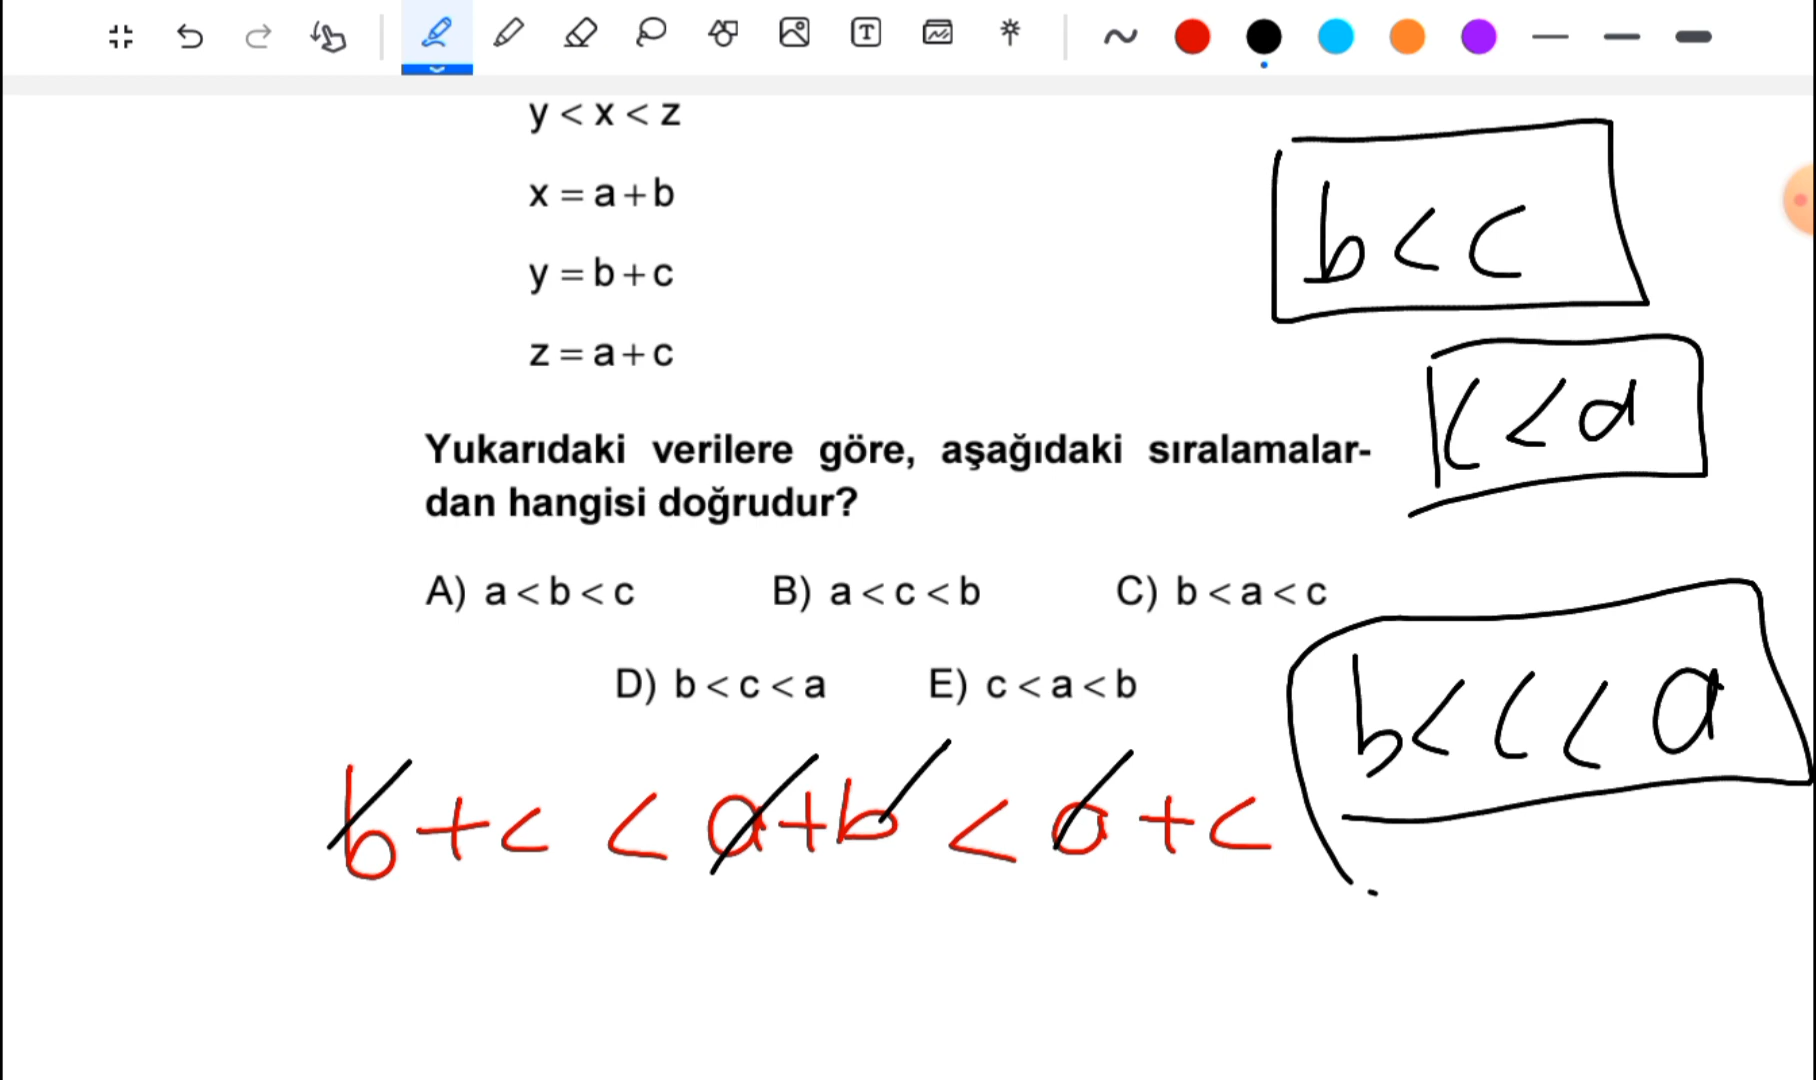 y < x < z
x = a + b
y = b + c
z = a + c
Yukarıdaki verilere göre, aşağıdaki sıralamalar-
dan hangisi doğrudur?
A) a < b < c B) a < c < b C) b < a < c
D) b < c < a E) c < a < b
b + c < a + b < a + c
b < c
c < a
b < c < a